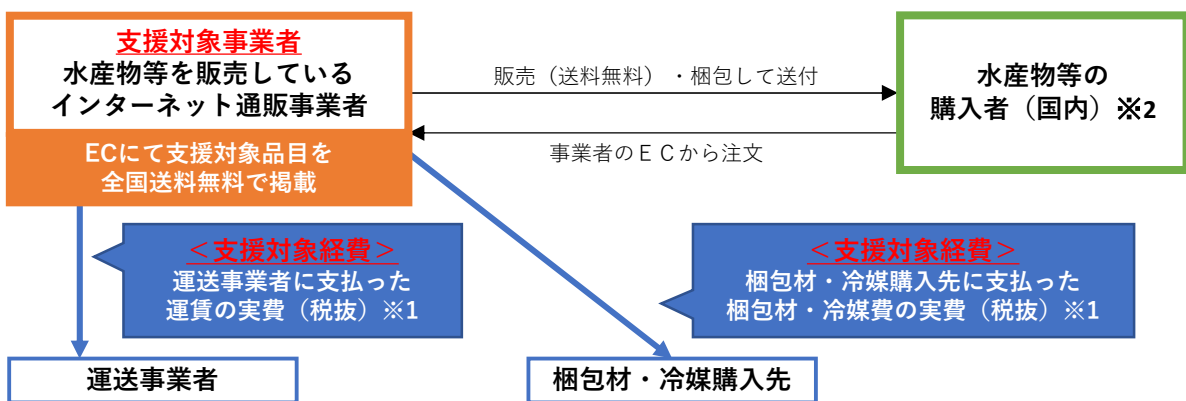 支援対象事業者
水産物等を販売している
インターネット通販事業者
ECにて支援対象品目を
全国送料無料で掲載
販売（送料無料）・梱包して送付
事業者のＥＣから注文
水産物等の
購入者（国内）※2
＜支援対象経費＞
運送事業者に支払った
運賃の実費（税抜）※1
＜支援対象経費＞
梱包材・冷媒購入先に支払った
梱包材・冷媒費の実費（税抜）※1
運送事業者
梱包材・冷媒購入先